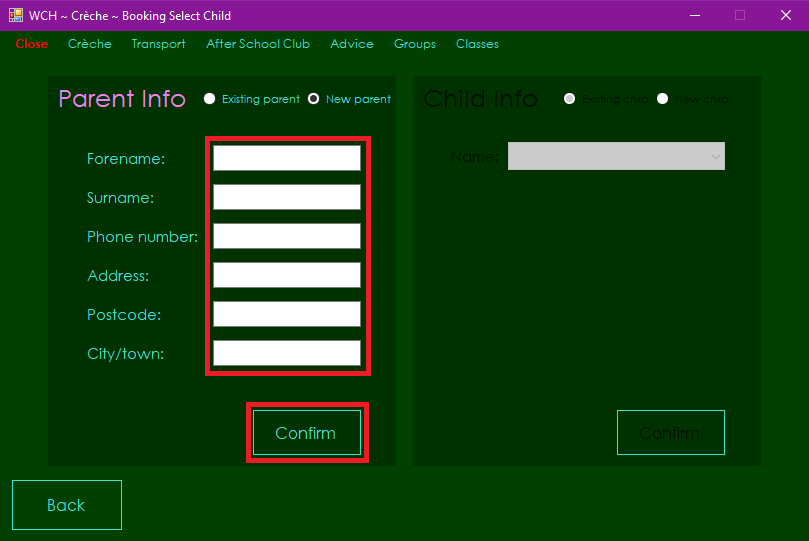 WCH ~ Crèche ~ Booking Select Child
Close Crèche Transport After School Club Advice Groups Classes
Parent Info Existing parent New parent
Forename:
Surname:
Phone number:
Address:
Postcode:
City/town:
Confirm
Child Info Existing child New child
Name:
Confirm
Back